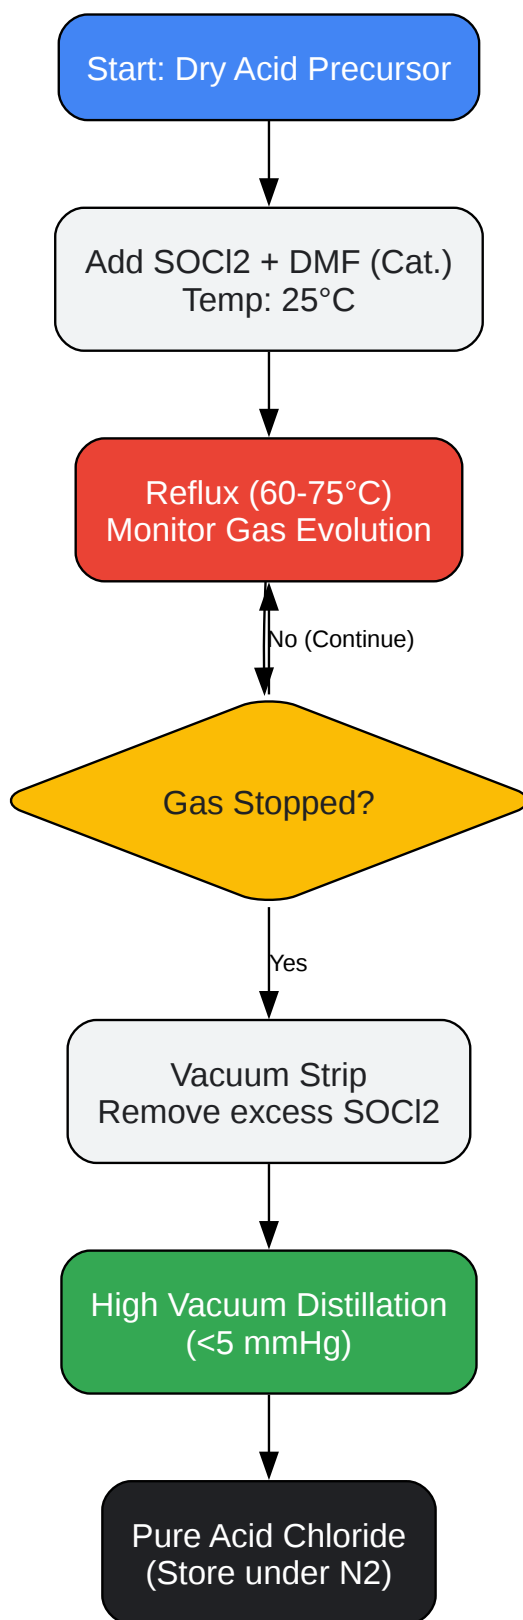 Start: Dry Acid Precursor
Add SOCl2 + DMF (Cat.)
Temp: 25°C
Reflux (60-75°C)
Monitor Gas Evolution
No (Continue)
Gas Stopped?
Yes
Vacuum Strip
Remove excess SOCl2
High Vacuum Distillation
(<5 mmHg)
Pure Acid Chloride
(Store under N2)